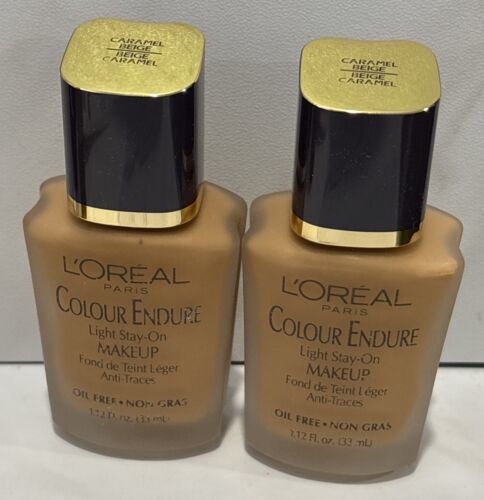 CARAMEL
BEIGE
BEIGE
CARAMEL
L'ORÉAL
PARIS
COLOUR ENDURE
Light Stay-On
MAKEUP
Fond de Teint Léger
Anti-Traces
OIL FREE • NON GRAS
1.12 fl. oz. (33 mL)
CARAMEL
BEIGE
BEIGE
CARAMEL
L'ORÉAL
PARIS
COLOUR ENDURE
Light Stay-On
MAKEUP
Fond de Teint Léger
Anti-Traces
OIL FREE • NON GRAS
1.12 fl. oz. (33 mL)